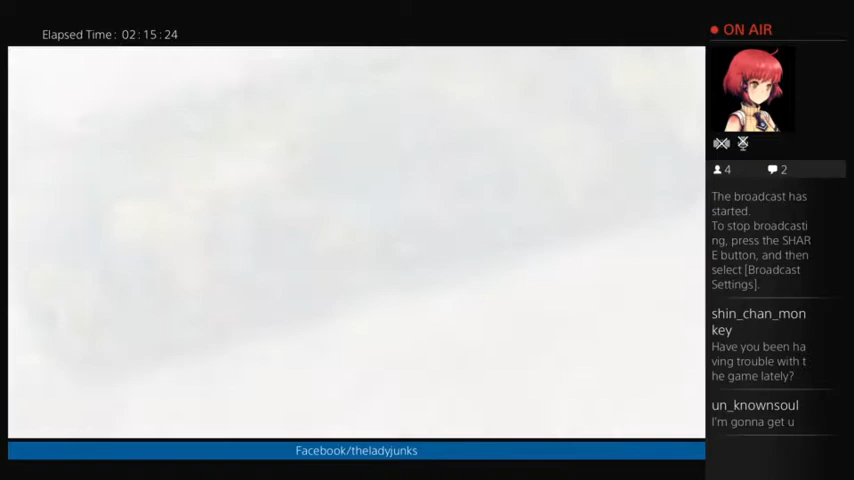 Elapsed Time: 02:15:24
ON AIR
4
2
The broadcast has
started.
To stop broadcasti
ng, press the SHAR
E button, and then
select [Broadcast
Settings].
shin_chan_mon
key
Have you been ha
ving trouble with t
he game lately?
un_knownsoul
I'm gonna get u
Facebook/theladyjunks